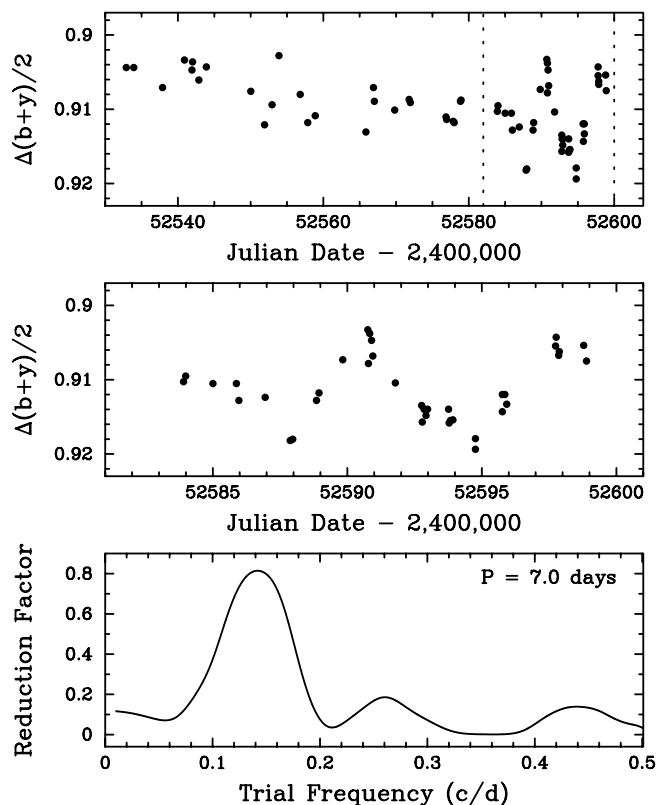 0.9
0.91
0.92
Δ(b+y)/2
52540 52560 52580 52600
Julian Date − 2,400,000
0.9
0.91
0.92
Δ(b+y)/2
52585 52590 52595 52600
Julian Date − 2,400,000
P = 7.0 days
0.8
0.6
0.4
0.2
0
Reduction Factor
0 0.1 0.2 0.3 0.4 0.5
Trial Frequency (c/d)